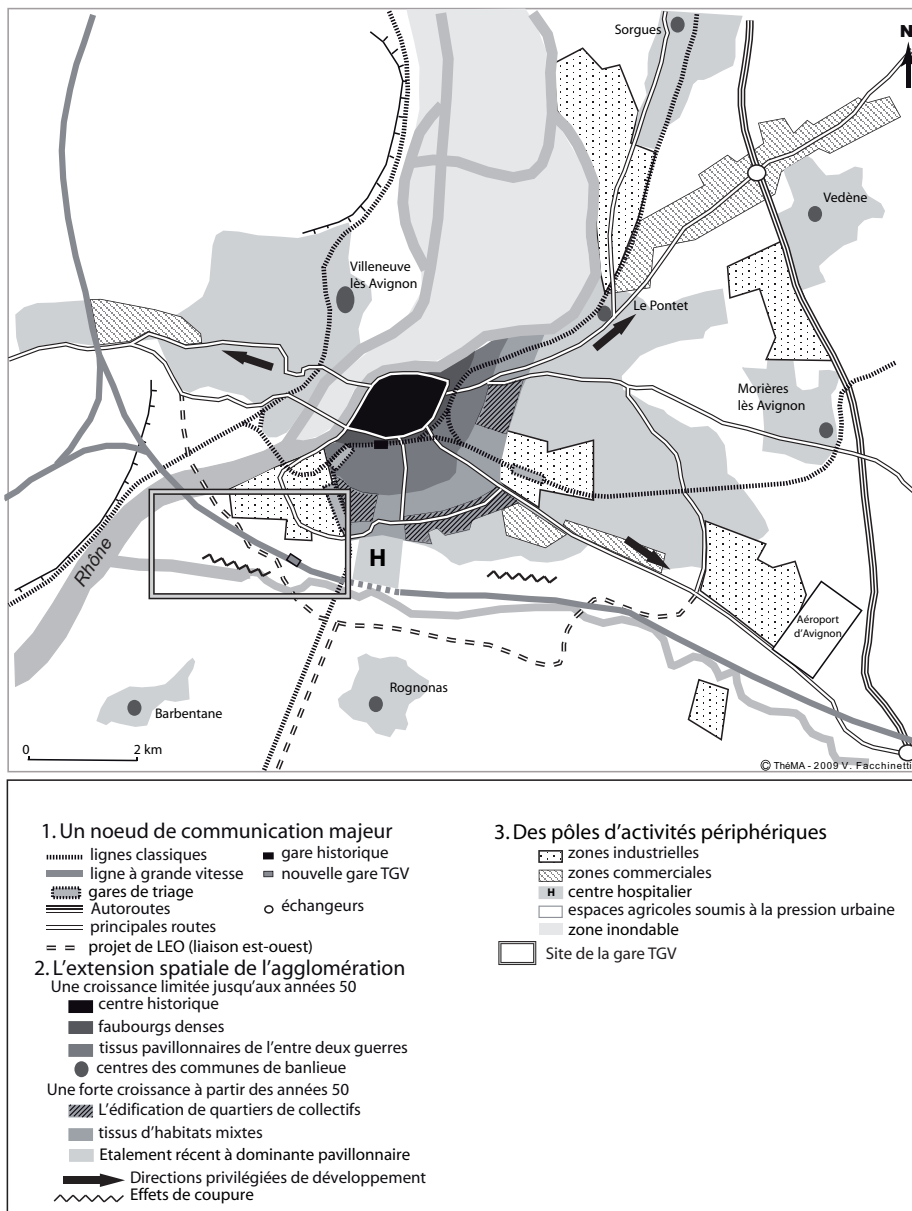 Sorgues
N
Vedène
Villeneuve
lès Avignon
Le Pontet
Morières
lès Avignon
H
Rhône
Aéroport
d'Avignon
Rognonas
Barbentane
0 2 km
© ThéMA - 2009 V. Facchinetti
1. Un noeud de communication majeur
lignes classiques
gare historique
ligne à grande vitesse
nouvelle gare TGV
gares de triage
Autoroutes
échangeurs
principales routes
projet de LEO (liaison est-ouest)
2. L'extension spatiale de l'agglomération
Une croissance limitée jusqu'aux années 50
centre historique
faubourgs denses
tissus pavillonnaires de l'entre deux guerres
centres des communes de banlieue
Une forte croissance à partir des années 50
L'édification de quartiers de collectifs
tissus d'habitats mixtes
Etalement récent à dominante pavillonnaire
Directions privilégiées de développement
Effets de coupure
3. Des pôles d'activités périphériques
zones industrielles
zones commerciales
H centre hospitalier
espaces agricoles soumis à la pression urbaine
zone inondable
Site de la gare TGV